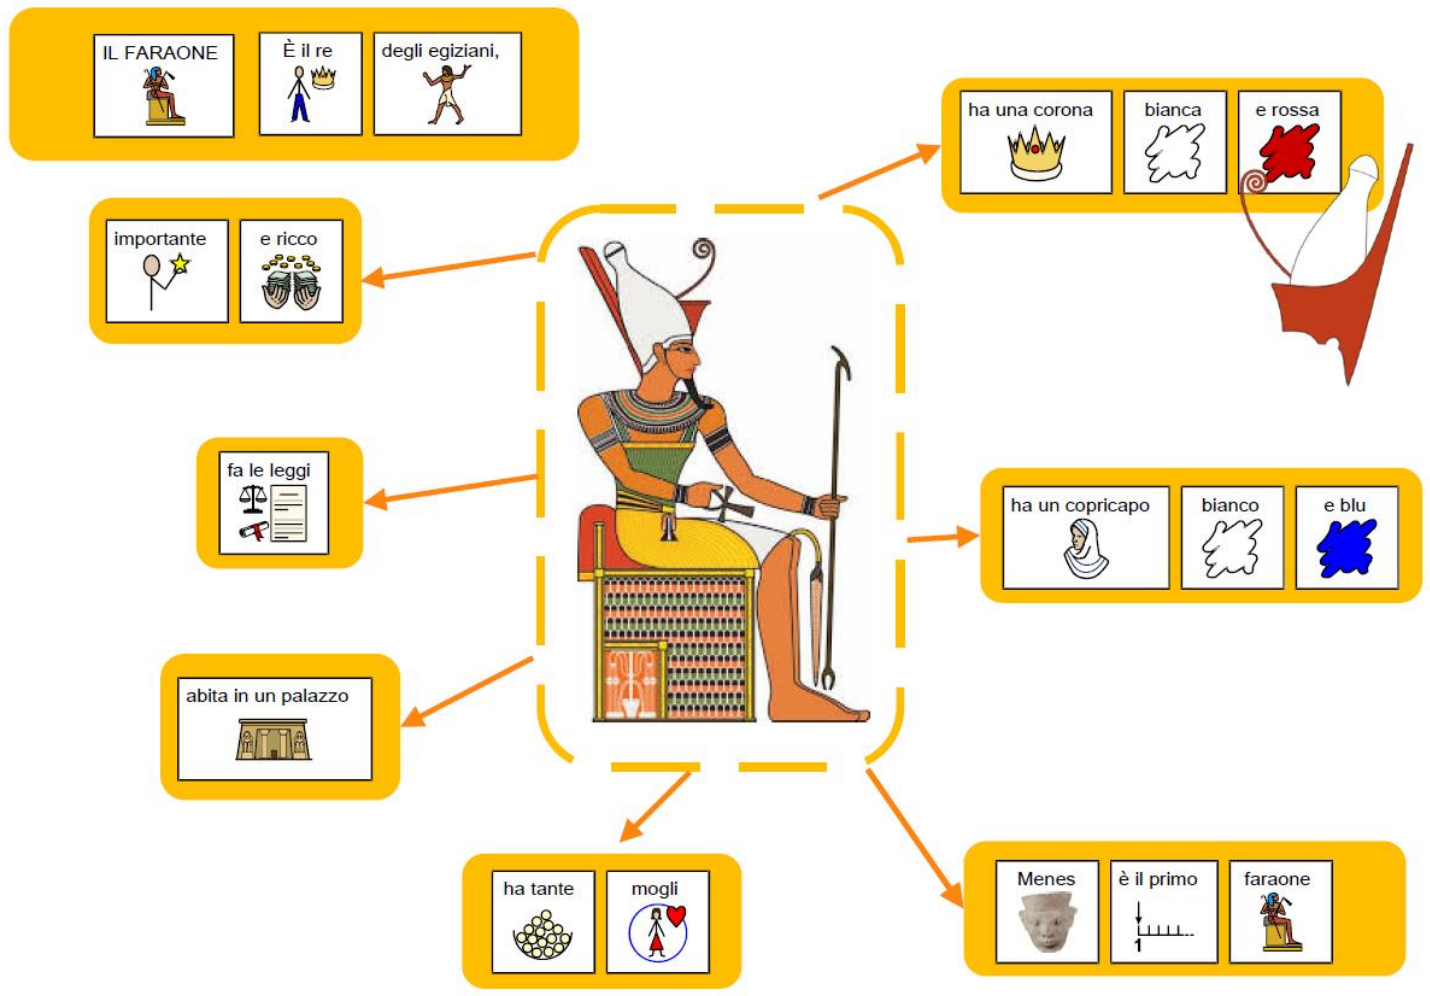 IL FARAONE
È il re
degli egiziani,
ha una corona
bianca
e rossa
importante
e ricco
fa le leggi
ha un copricapo
bianco
e blu
abita in un palazzo
ha tante
mogli
Menes
è il primo
1
faraone